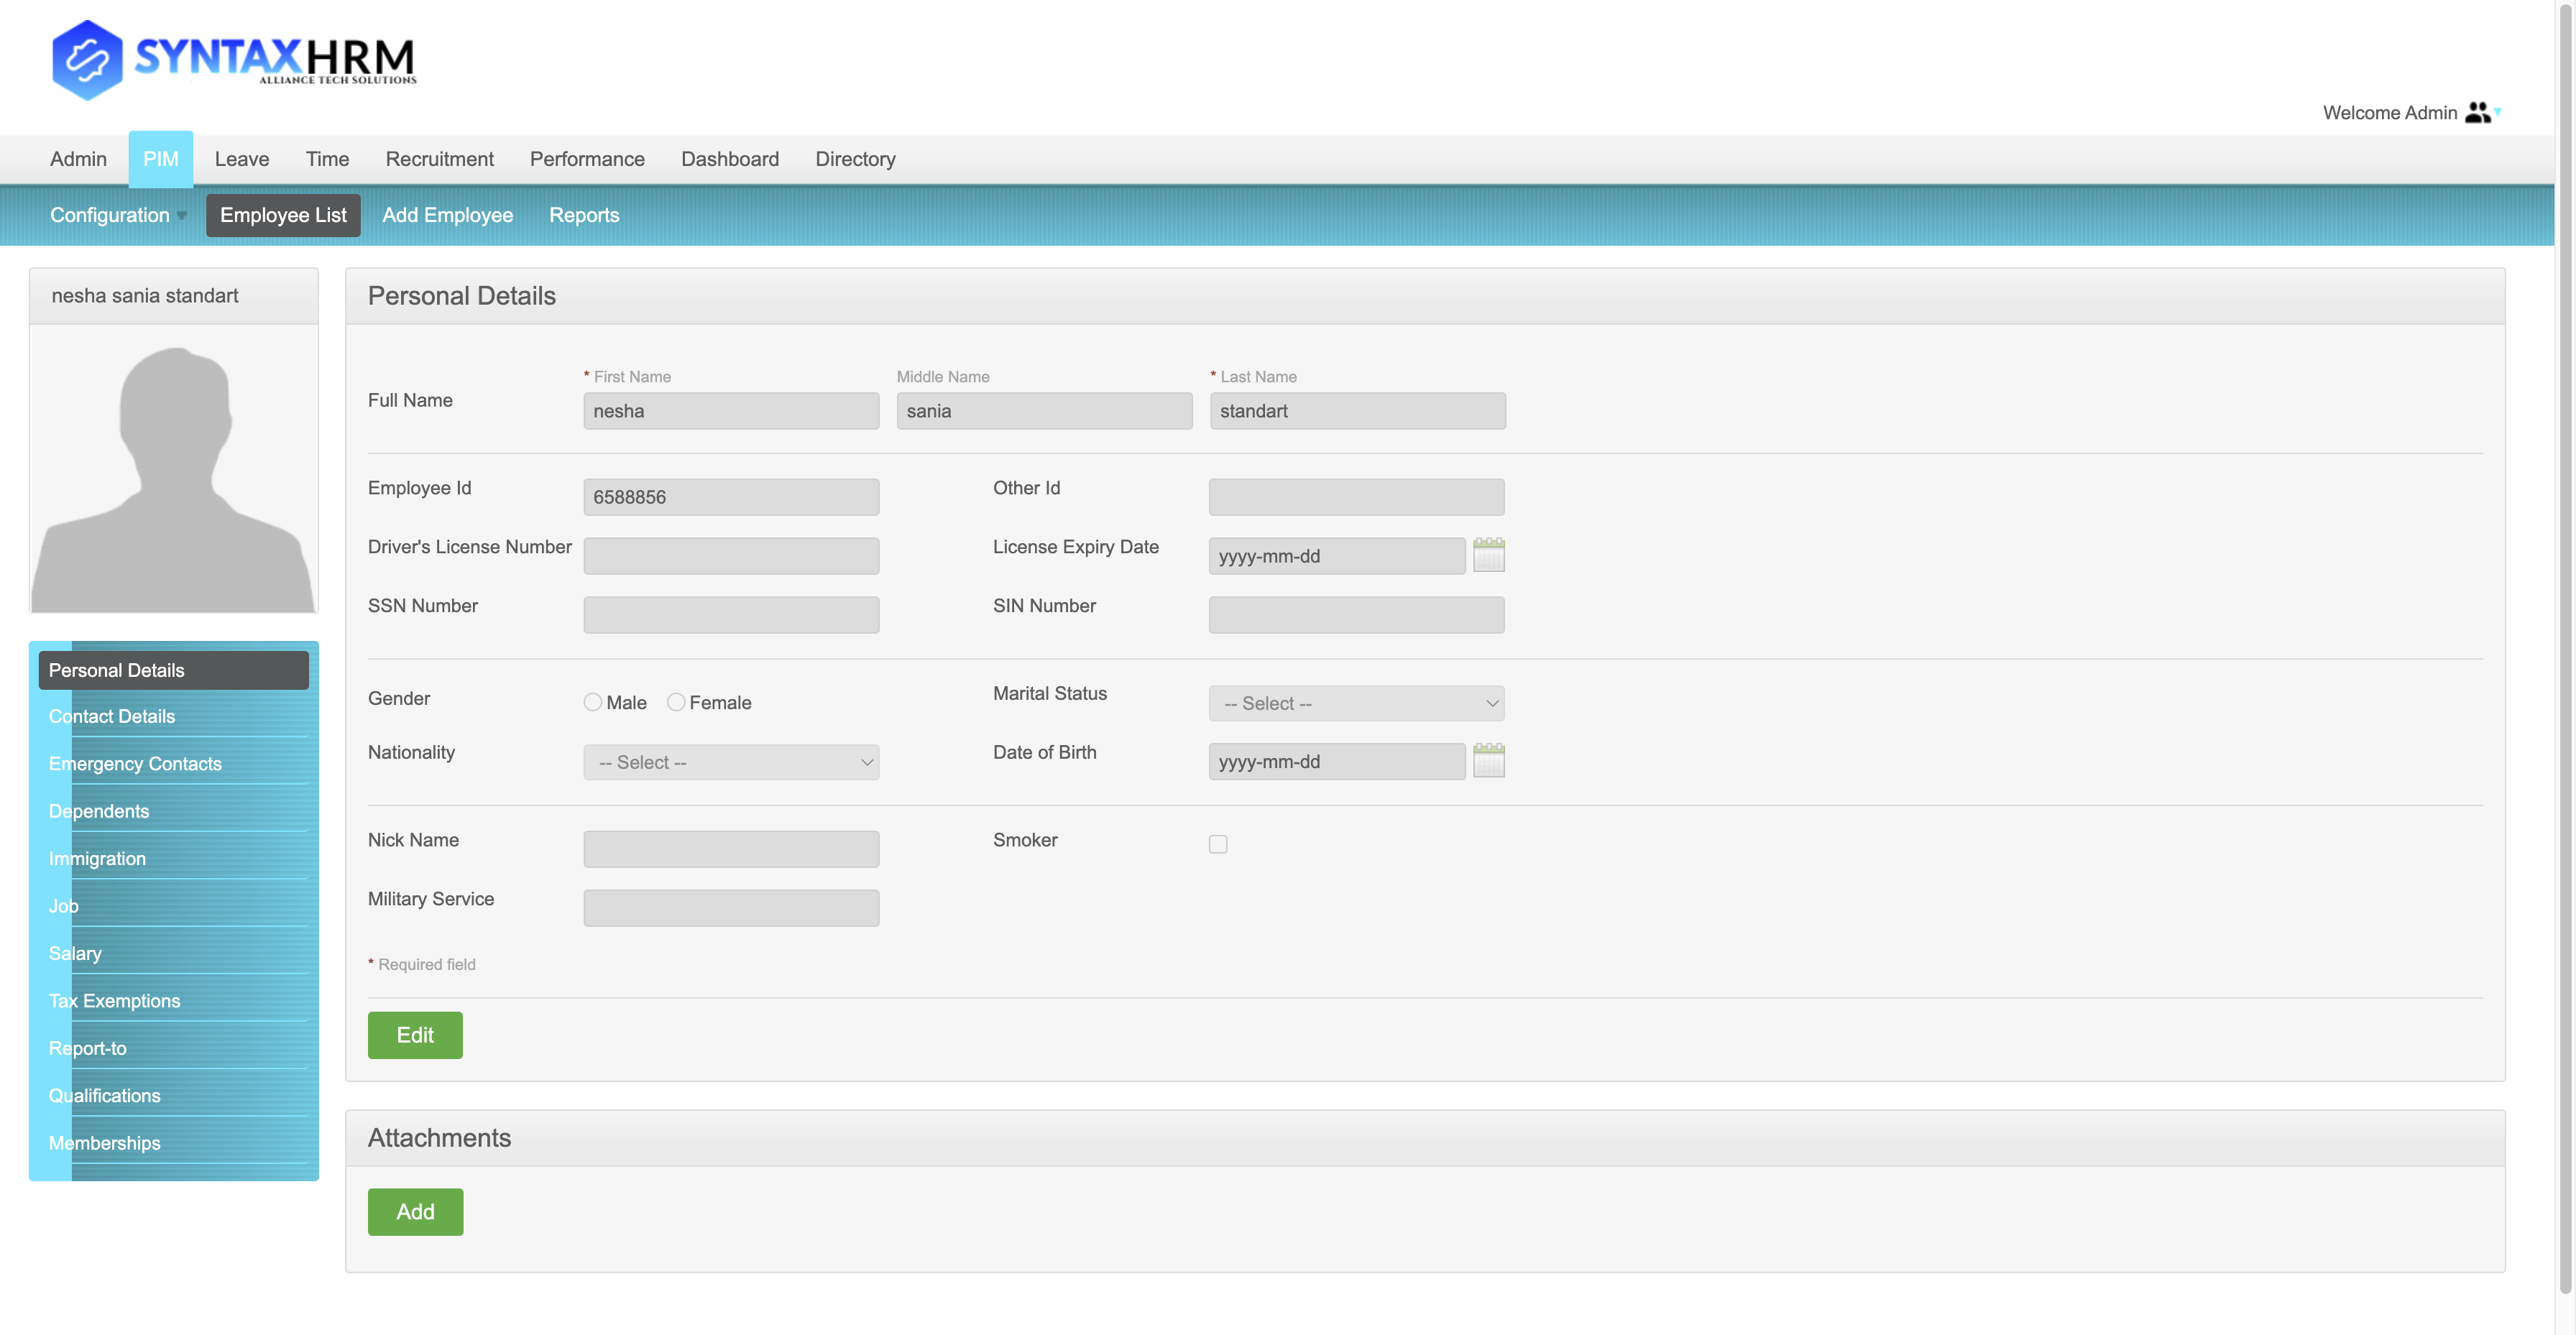 SYNTAXHRM
ALLIANCE TECH SOLUTIONS
Welcome Admin
Admin PIM Leave Time Recruitment Performance Dashboard Directory
Configuration Employee List Add Employee Reports
nesha sania standart
Personal Details
Contact Details
Emergency Contacts
Dependents
Immigration
Job
Salary
Tax Exemptions
Report-to
Qualifications
Memberships
Personal Details
* First Name Middle Name * Last Name
Full Name nesha sania standart
Employee Id 6588856 Other Id
Driver's License Number License Expiry Date yyyy-mm-dd
SSN Number SIN Number
Gender Male Female Marital Status -- Select --
Nationality -- Select -- Date of Birth yyyy-mm-dd
Nick Name Smoker
Military Service
* Required field
Edit
Attachments
Add